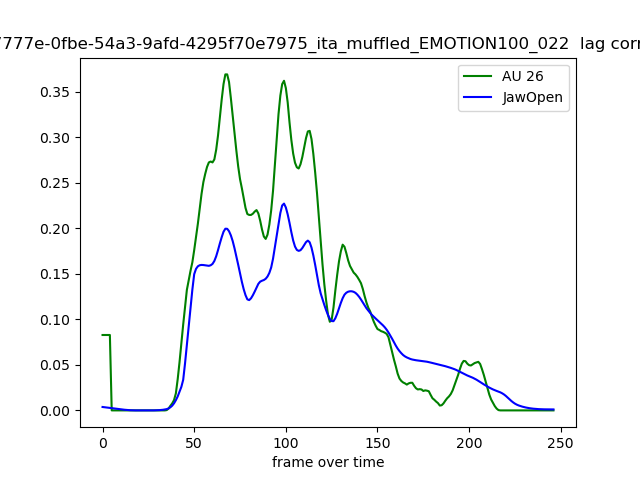 7777e-0fbe-54a3-9afd-4295f70e7975_ita_muffled_EMOTION100_022 lag corr
AU 26
JawOpen
0.35
0.30
0.25
0.20
0.15
0.10
0.05
0.00
0 50 100 150 200 250
frame over time